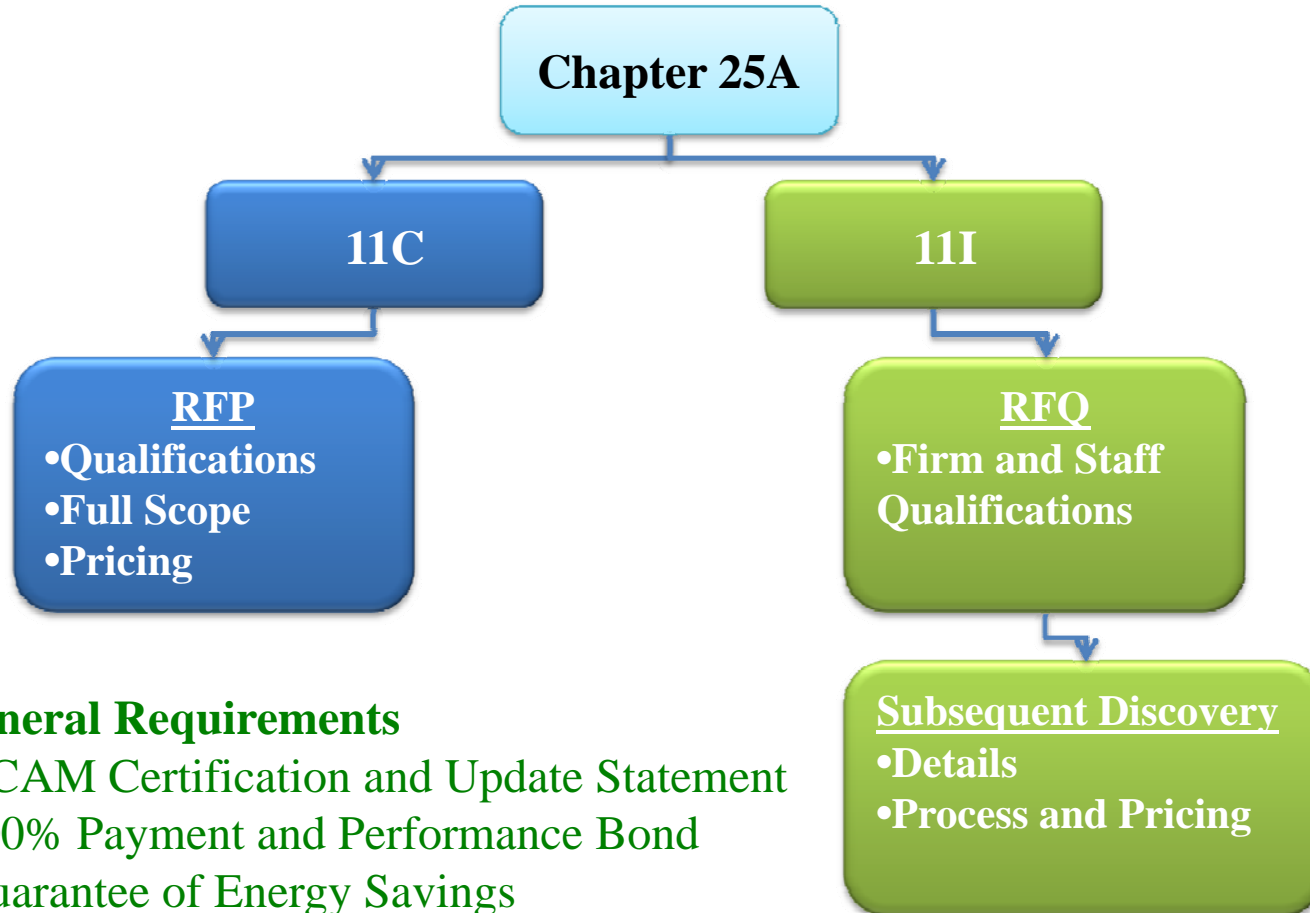 Chapter 25A
11C
11I
RFP
•Qualifications
•Full Scope
•Pricing
RFQ
•Firm and Staff
Qualifications
Subsequent Discovery
•Details
•Process and Pricing
neral Requirements
CAM Certification and Update Statement
0% Payment and Performance Bond
uarantee of Energy Savings